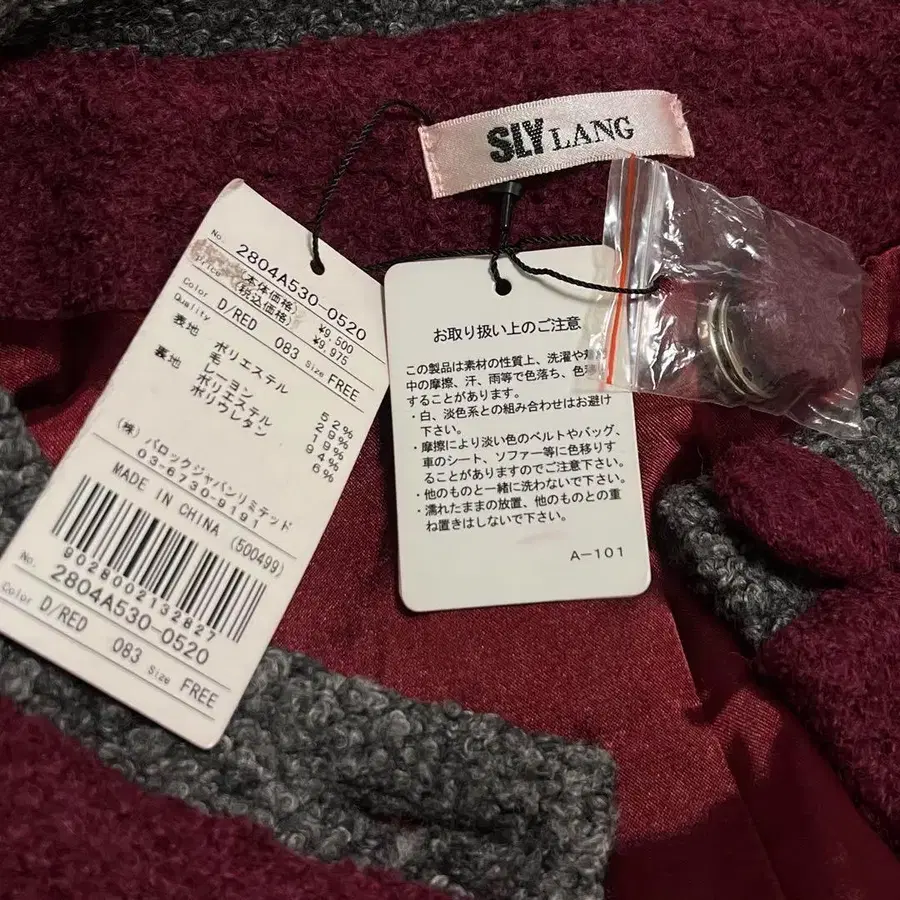 SLY LANG
No. 2804A530-0520
Price (本体価格) ¥9,500
(税込価格) ¥9,975
Color D/RED 083 Size FREE
Quality
表地 ポリエステル 52%
毛 29%
レーヨン 19%
裏地 ポリエステル 94%
ポリウレタン 6%
(株) バロックジャパンリミテッド
03-6730-9191
MADE IN CHINA (500499)
9028002132827
No. 2804A530-0520
Color D/RED 083 Size FREE
お取り扱い上のご注意
この製品は素材の性質上、洗濯や
中の摩擦、汗、雨等で色落ち、色
することがあります。
・白、淡色系との組み合わせはお避け
下さい。
・摩擦により淡い色のベルトやバッグ、
車のシート、ソファー等に色移りす
ることがありますのでご注意下さい。
・他のものと一緒に洗わないで下さい。
・濡れたままの放置、他のものとの重
ね置きはしないで下さい。
A-101